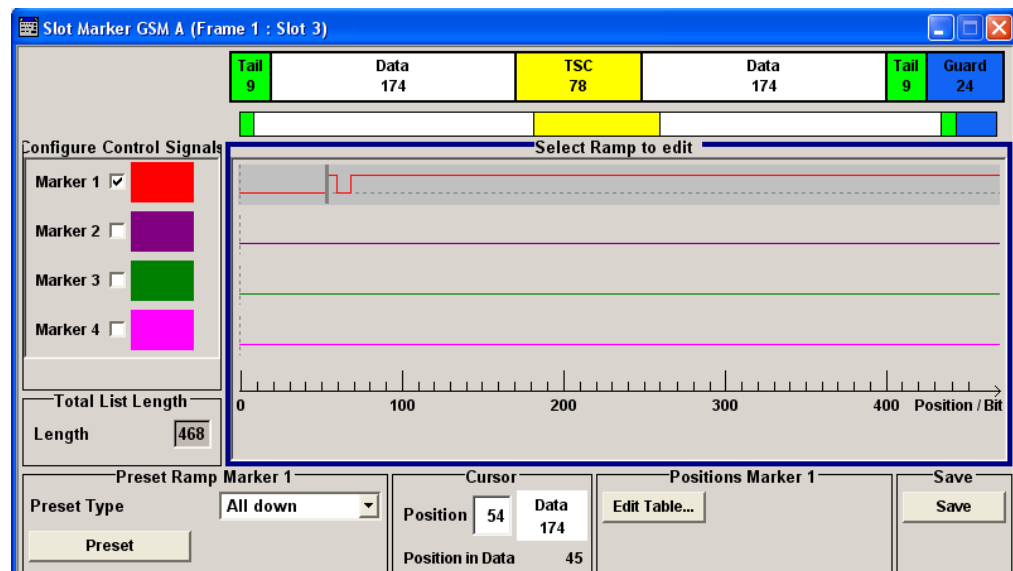 Slot Marker GSM A (Frame 1 : Slot 3)
Tail Data TSC Data Tail Guard
9 174 78 174 9 24
Configure Control Signals
Select Ramp to edit
Marker 1
Marker 2
Marker 3
Marker 4
0 100 200 300 400 Position / Bit
Total List Length
Length 468
Preset Ramp Marker 1
Preset Type All down
Preset
Cursor
Position 54 Data
174
Position in Data 45
Positions Marker 1
Edit Table...
Save
Save